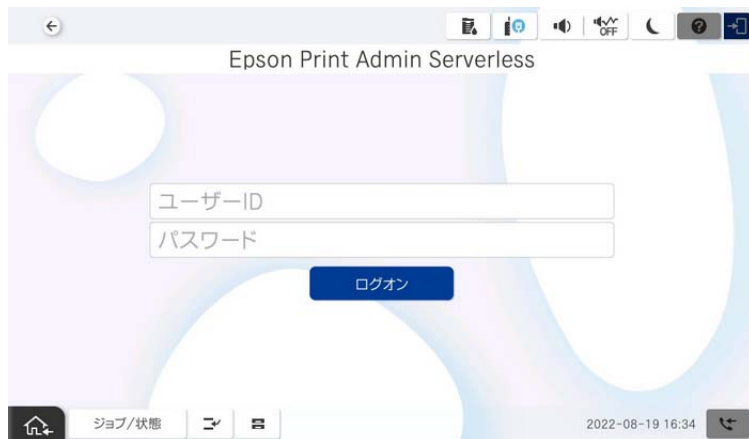 OFF
Epson Print Admin Serverless
ユーザーID
パスワード
ログオン
ジョブ/状態
2022-08-19 16:34